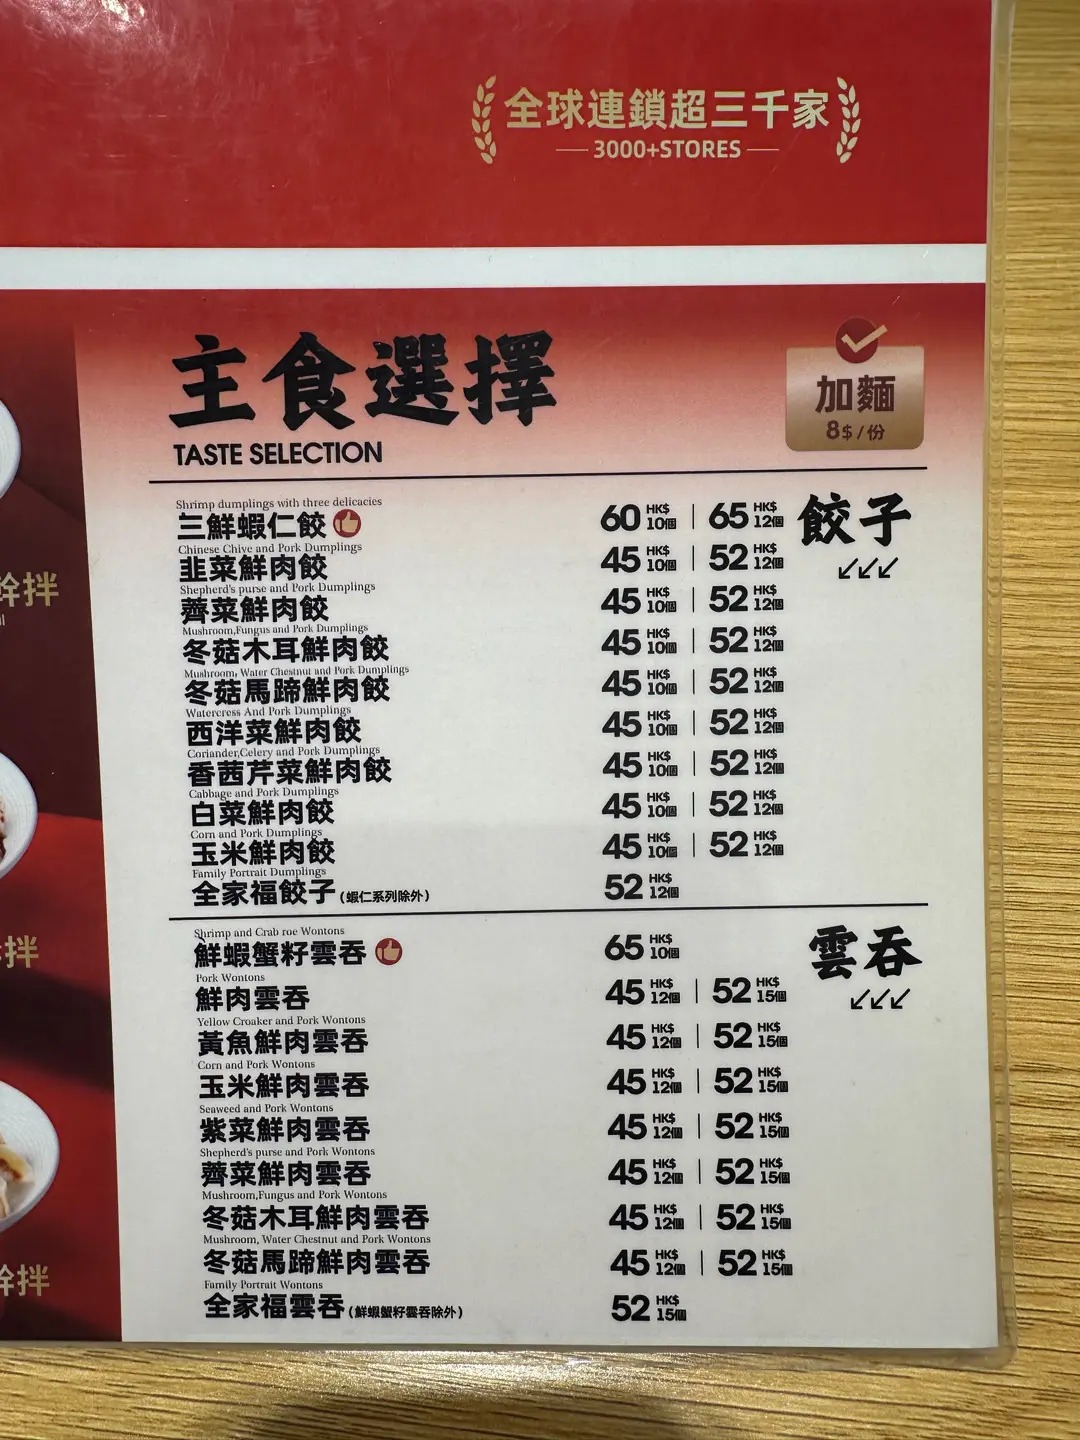 全球連鎖超三千家
3000+STORES
主食選擇
TASTE SELECTION
加麵
8$/份
餃子
↙↙↙
Shrimp dumplings with three delicacies
三鮮蝦仁餃 60 HK$ 10個 | 65 HK$ 12個
Chinese Chive and Pork Dumplings
韭菜鮮肉餃 45 HK$ 10個 | 52 HK$ 12個
Shepherd's purse and Pork Dumplings
薺菜鮮肉餃 45 HK$ 10個 | 52 HK$ 12個
Mushroom,Fungus and Pork Dumplings
冬菇木耳鮮肉餃 45 HK$ 10個 | 52 HK$ 12個
Mushroom, Water Chestnut and Pork Dumplings
冬菇馬蹄鮮肉餃 45 HK$ 10個 | 52 HK$ 12個
Watercress And Pork Dumplings
西洋菜鮮肉餃 45 HK$ 10個 | 52 HK$ 12個
Coriander,Celery and Pork Dumplings
香茜芹菜鮮肉餃 45 HK$ 10個 | 52 HK$ 12個
Cabbage and Pork Dumplings
白菜鮮肉餃 45 HK$ 10個 | 52 HK$ 12個
Corn and Pork Dumplings
玉米鮮肉餃 45 HK$ 10個 | 52 HK$ 12個
Family Portrait Dumplings
全家福餃子(蝦仁系列除外) 52 HK$ 12個
雲吞
↙↙↙
Shrimp and Crab roe Wontons
鮮蝦蟹籽雲吞 65 HK$ 10個
Pork Wontons
鮮肉雲吞 45 HK$ 12個 | 52 HK$ 15個
Yellow Croaker and Pork Wontons
黃魚鮮肉雲吞 45 HK$ 12個 | 52 HK$ 15個
Corn and Pork Wontons
玉米鮮肉雲吞 45 HK$ 12個 | 52 HK$ 15個
Seaweed and Pork Wontons
紫菜鮮肉雲吞 45 HK$ 12個 | 52 HK$ 15個
Shepherd's purse and Pork Wontons
薺菜鮮肉雲吞 45 HK$ 12個 | 52 HK$ 15個
Mushroom,Fungus and Pork Wontons
冬菇木耳鮮肉雲吞 45 HK$ 12個 | 52 HK$ 15個
Mushroom, Water Chestnut and Pork Wontons
冬菇馬蹄鮮肉雲吞 45 HK$ 12個 | 52 HK$ 15個
Family Portrait Wontons
全家福雲吞(鮮蝦蟹籽雲吞除外) 52 HK$ 15個
幹拌
拌
幹拌